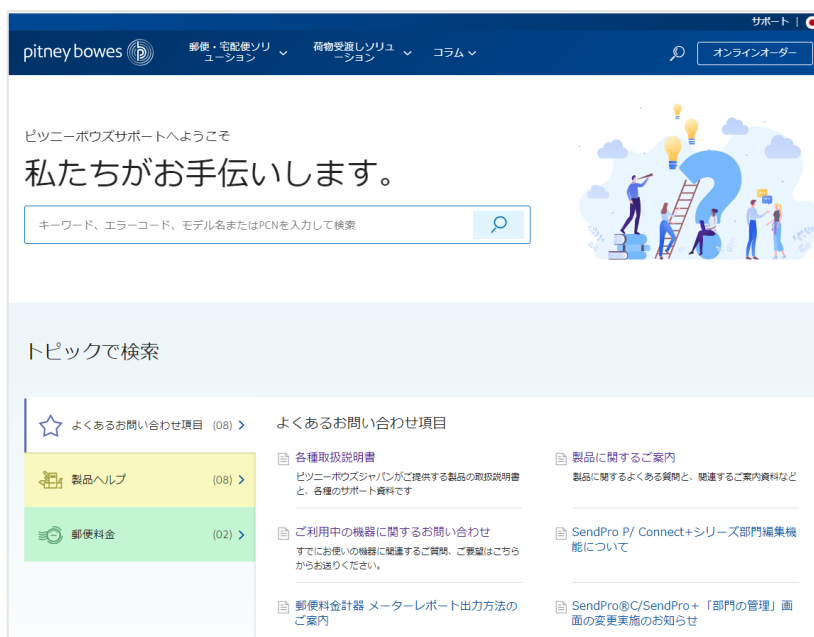 サポート |
pitney bowes
郵便・宅配便ソリ
ューション
荷物受渡しソリュ
ーション
コラム
オンラインオーダー
ピツニーボウズサポートへようこそ
私たちがお手伝いします。
キーワード、エラーコード、モデル名またはPCNを入力して検索
トピックで検索
よくあるお問い合わせ項目 (08)
製品ヘルプ (08)
郵便料金 (02)
よくあるお問い合わせ項目
各種取扱説明書
ピツニーボウズジャパンがご提供する製品の取扱説明書
と、各種のサポート資料です
製品に関するご案内
製品に関するよくある質問と、関連するご案内資料など
ご利用中の機器に関するお問い合わせ
すでにお使いの機器に関連するご質問、ご要望はこちら
からお送りください。
SendPro P/ Connect+シリーズ部門編集機
能について
郵便料金計器 メーターレポート出力方法の
ご案内
SendPro®C/SendPro+「部門の管理」画
面の変更実施のお知らせ